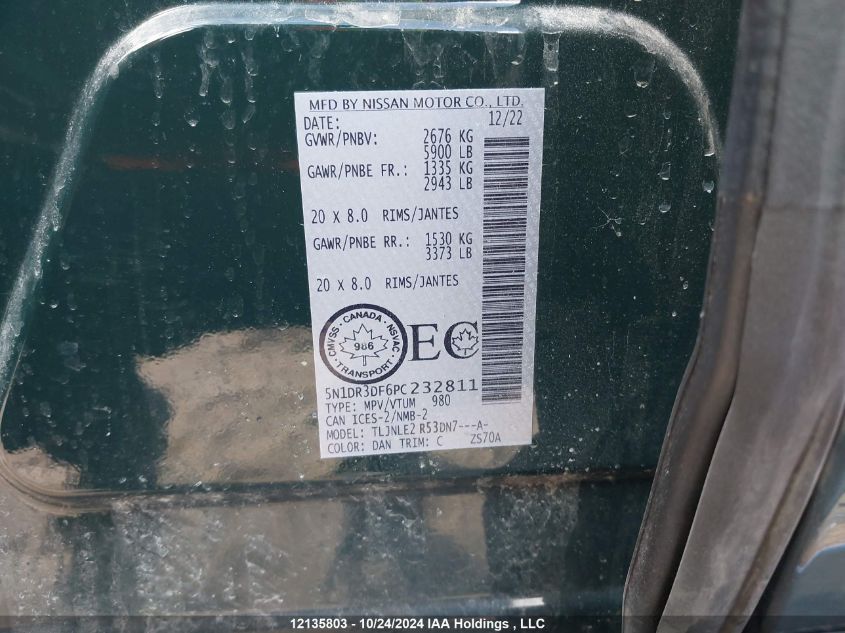 MFD BY NISSAN MOTOR CO., LTD.
DATE: 12/22
GVWR/PNBV: 2676 KG
5900 LB
GAWR/PNBE FR.: 1335 KG
2943 LB
20 X 8.0 RIMS/JANTES
GAWR/PNBE RR.: 1530 KG
3373 LB
20 X 8.0 RIMS/JANTES
CMVSS · CANADA · NSVAC
986
TRANSPORT
EC
5N1DR3DF6PC232811
TYPE: MPV/VTUM 980
CAN ICES-2/NMB-2
MODEL: TLJNLE2 R53DN7---A-
COLOR: DAN TRIM: C ZS70A
12135803 - 10/24/2024 IAA Holdings , LLC